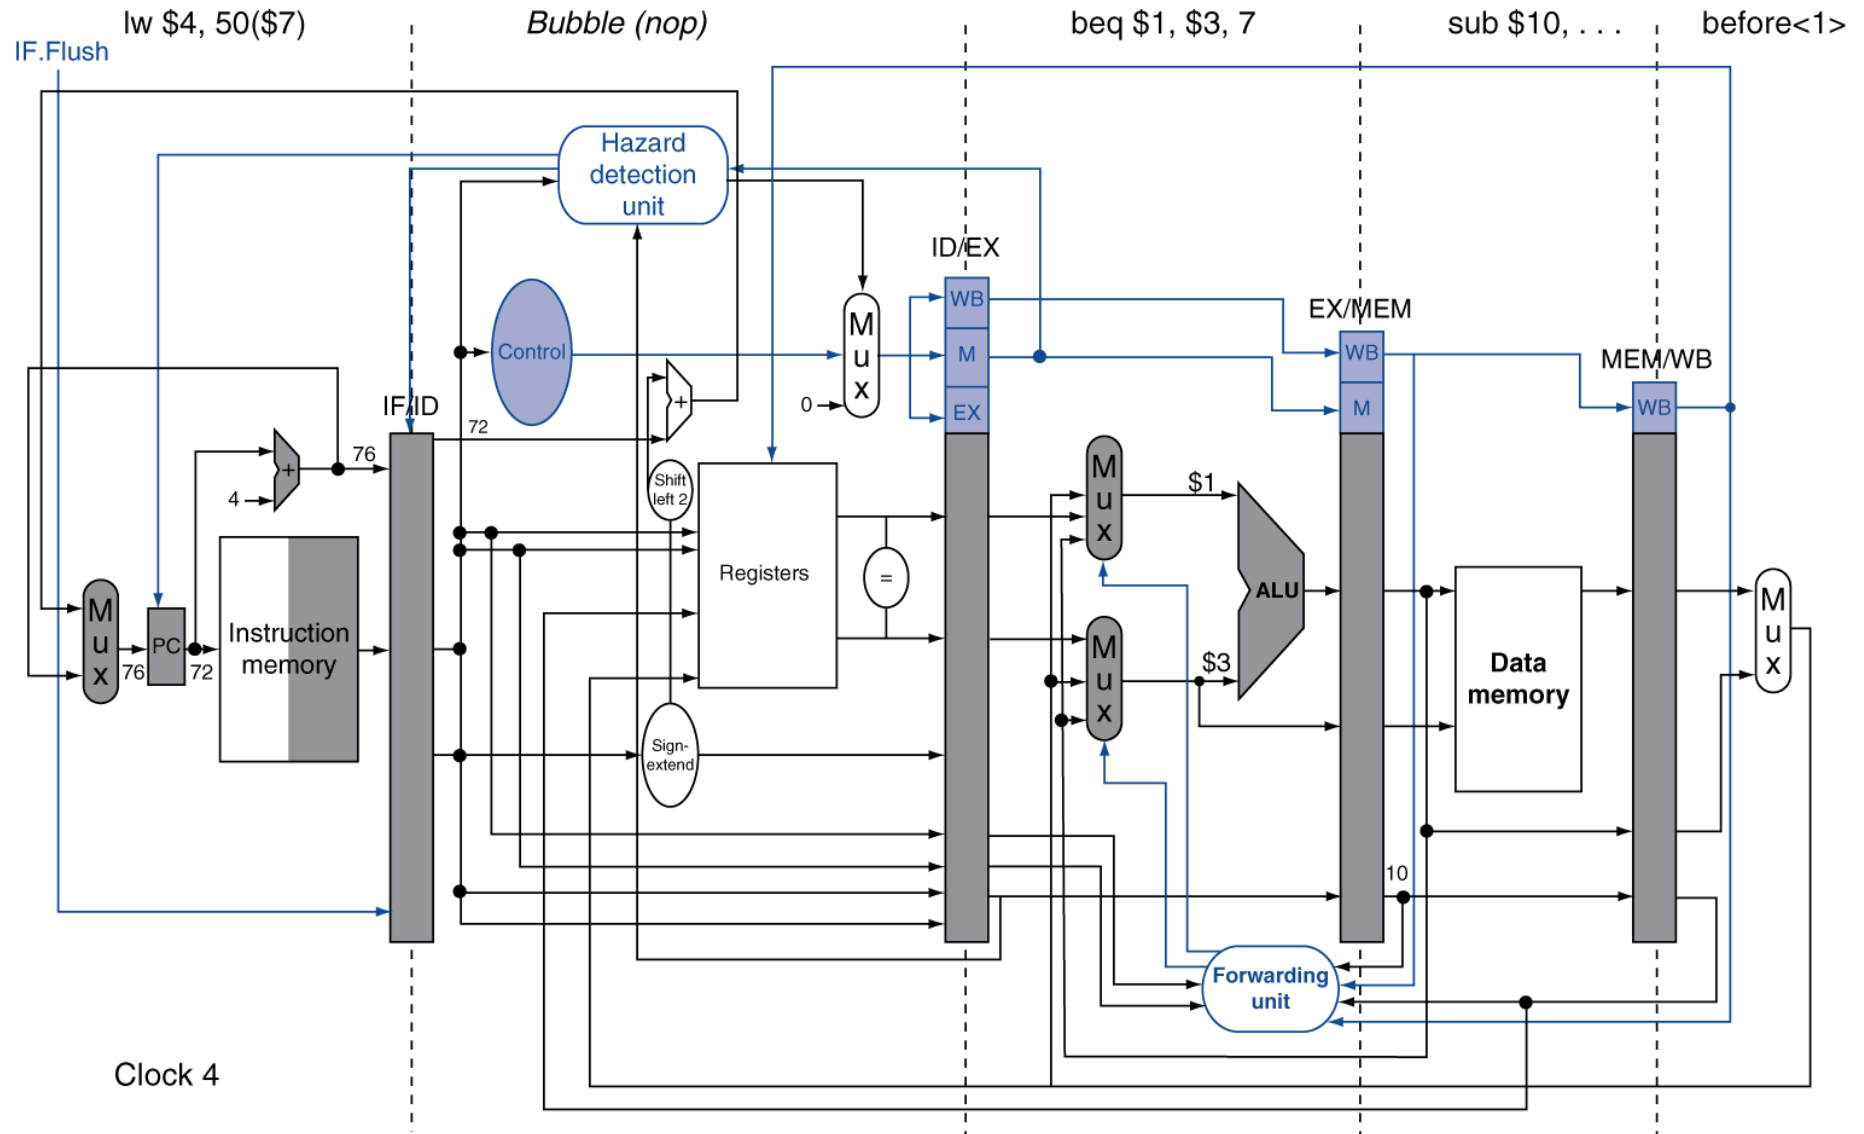 lw $4, 50($7)
Bubble (nop)
beq $1, $3, 7
sub $10, . . .
before<1>
IF.Flush
Hazard
detection
unit
ID/EX
WB
M
EX
EX/MEM
WB
M
MEM/WB
WB
Control
M
u
x
0
IF/ID
72
+
76
+
4
Shift
left 2
M
u
x
$1
Registers
=
ALU
M
u
x
76
PC
72
Instruction
memory
M
u
x
$3
Data
memory
M
u
x
Sign-
extend
10
Forwarding
unit
Clock 4